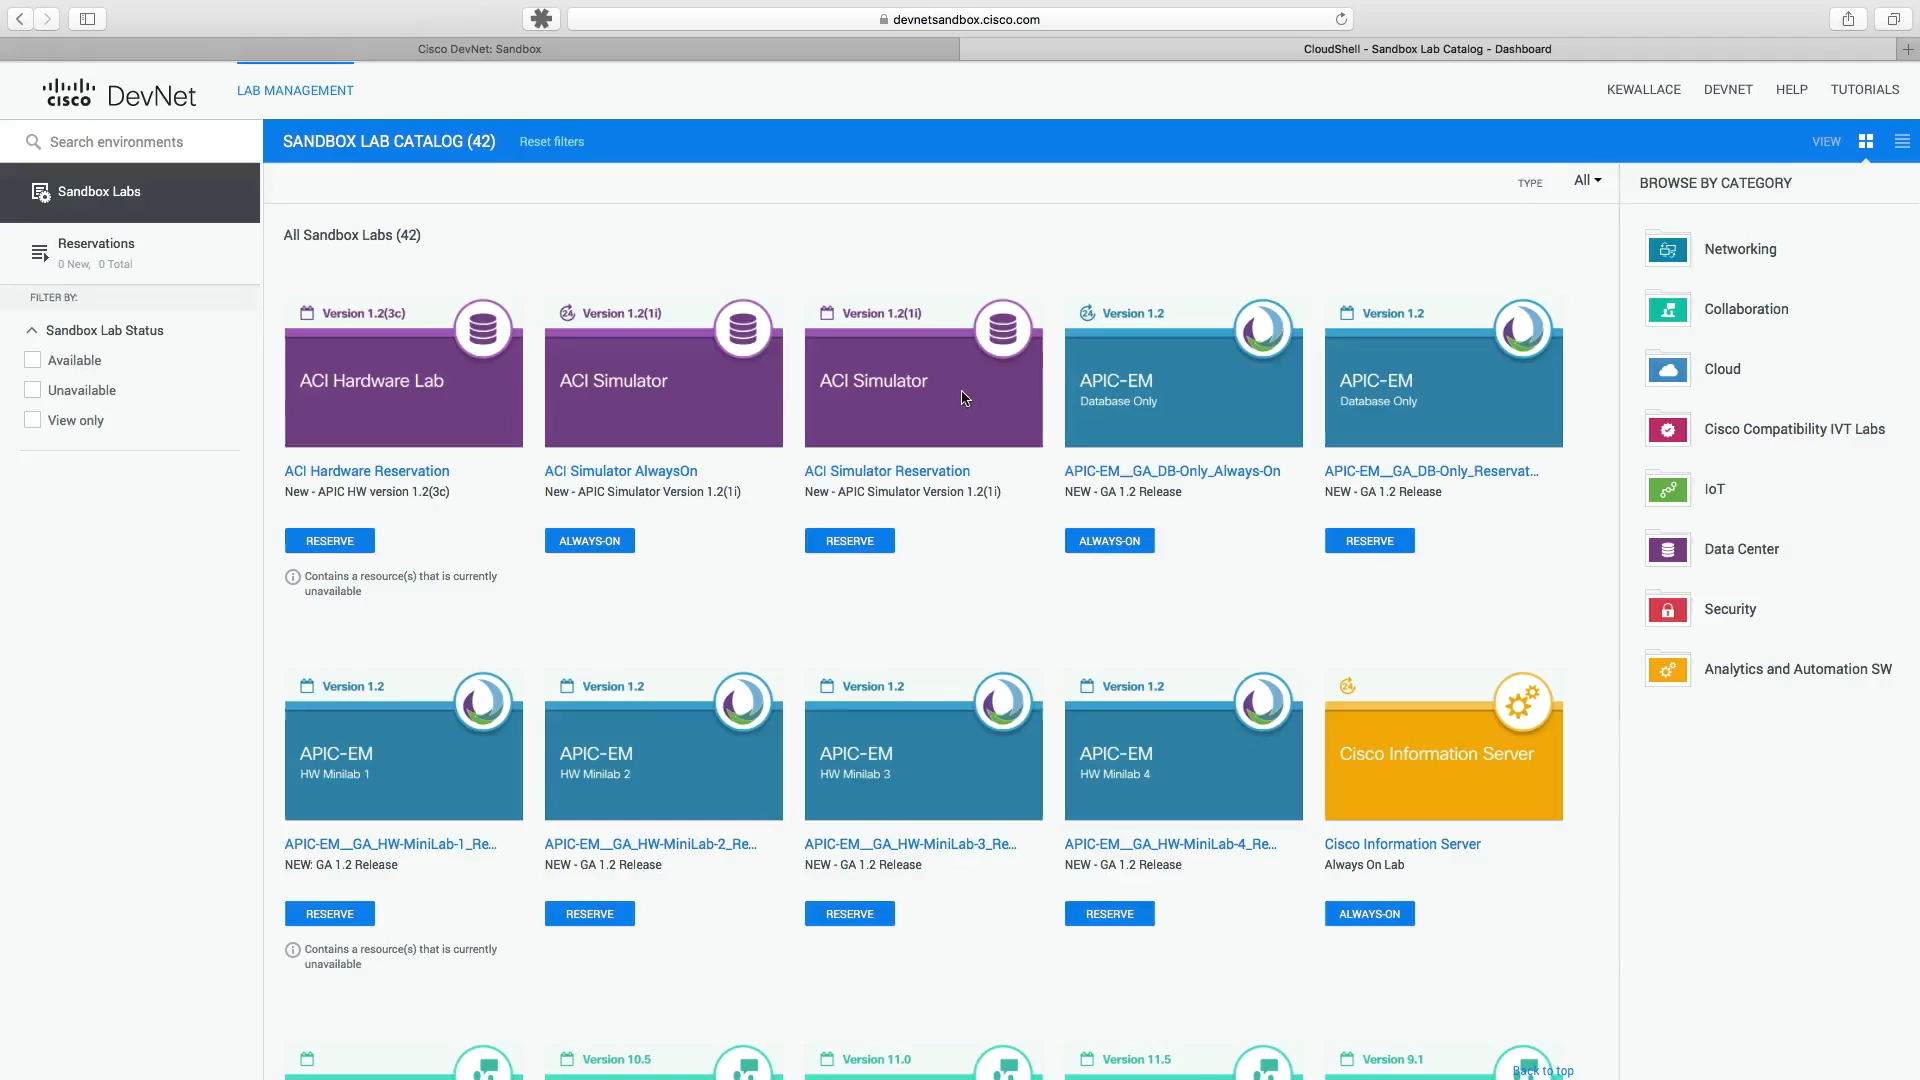 devnetsandbox.cisco.com
Cisco DevNet: Sandbox
CloudShell - Sandbox Lab Catalog - Dashboard
CISCO DevNet
LAB MANAGEMENT
KEWALLACE DEVNET HELP TUTORIALS
Search environments
SANDBOX LAB CATALOG (42) Reset filters
VIEW
Sandbox Labs
Reservations
0 New, 0 Total
FILTER BY:
Sandbox Lab Status
Available
Unavailable
View only
TYPE All
All Sandbox Labs (42)
Version 1.2(3c)
ACI Hardware Lab
ACI Hardware Reservation
New - APIC HW version 1.2(3c)
RESERVE
Contains a resource(s) that is currently
unavailable
24 Version 1.2(1i)
ACI Simulator
ACI Simulator AlwaysOn
New - APIC Simulator Version 1.2(1i)
ALWAYS-ON
Version 1.2(1i)
ACI Simulator
ACI Simulator Reservation
New - APIC Simulator Version 1.2(1i)
RESERVE
24 Version 1.2
APIC-EM
Database Only
APIC-EM__GA_DB-Only_Always-On
NEW - GA 1.2 Release
ALWAYS-ON
Version 1.2
APIC-EM
Database Only
APIC-EM__GA_DB-Only_Reservat...
NEW - GA 1.2 Release
RESERVE
Version 1.2
APIC-EM
HW Minilab 1
APIC-EM__GA_HW-MiniLab-1_Re...
NEW: GA 1.2 Release
RESERVE
Contains a resource(s) that is currently
unavailable
Version 1.2
APIC-EM
HW Minilab 2
APIC-EM__GA_HW-MiniLab-2_Re...
NEW - GA 1.2 Release
RESERVE
Version 1.2
APIC-EM
HW Minilab 3
APIC-EM__GA_HW-MiniLab-3_Re...
NEW - GA 1.2 Release
RESERVE
Version 1.2
APIC-EM
HW Minilab 4
APIC-EM__GA_HW-MiniLab-4_Re...
NEW - GA 1.2 Release
RESERVE
24
Cisco Information Server
Cisco Information Server
Always On Lab
ALWAYS-ON
Version 10.5
Version 11.0
Version 11.5
Version 9.1
Back to top
BROWSE BY CATEGORY
Networking
Collaboration
Cloud
Cisco Compatibility IVT Labs
IoT
Data Center
Security
Analytics and Automation SW